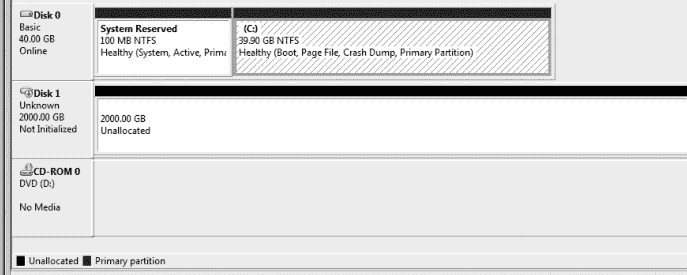 Disk 0
Basic
40.00 GB
Online
System Reserved
100 MB NTFS
Healthy (System, Active, Prima
(C:)
39.90 GB NTFS
Healthy (Boot, Page File, Crash Dump, Primary Partition)
Disk 1
Unknown
2000.00 GB
Not Initialized
2000.00 GB
Unallocated
CD-ROM 0
DVD (D:)
No Media
Unallocated Primary partition